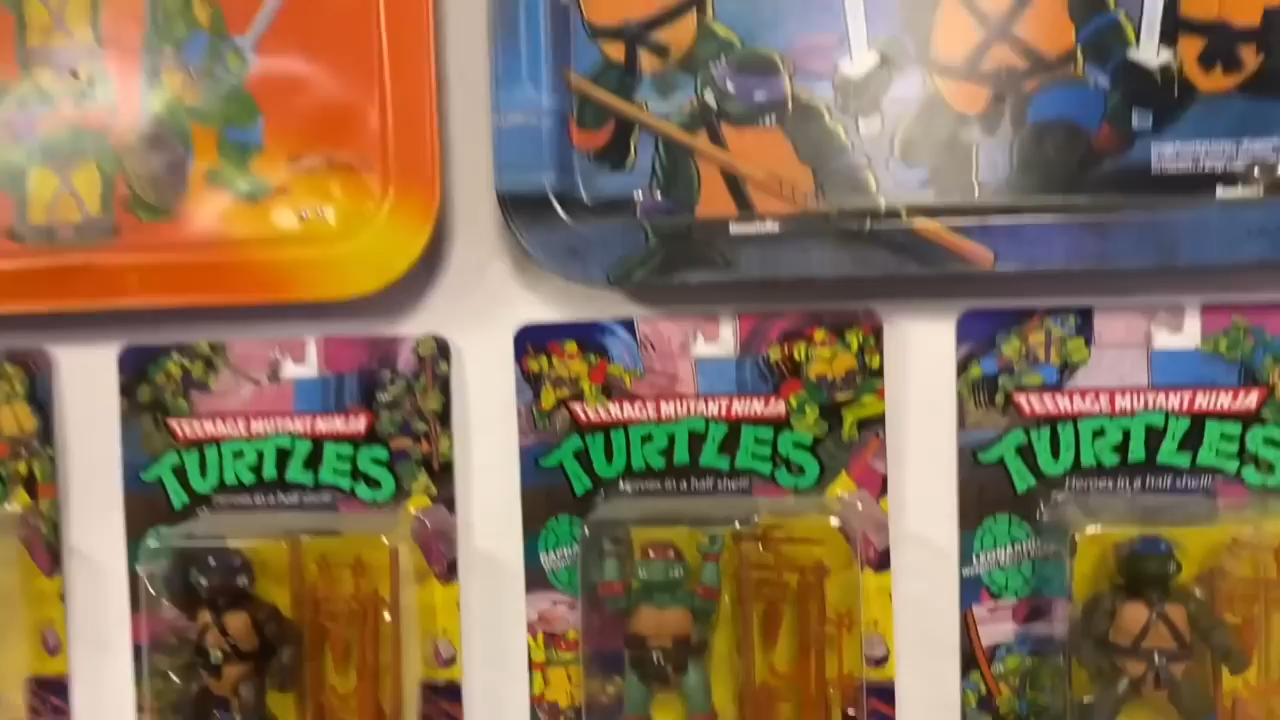 TEENAGE MUTANT NINJA
TURTLES
Heroes in a half shell!
TEENAGE MUTANT NINJA
TURTLES
Heroes in a half shell!
TEENAGE MUTANT NINJA
TURTLES
Heroes in a half shell!
LEONARDO